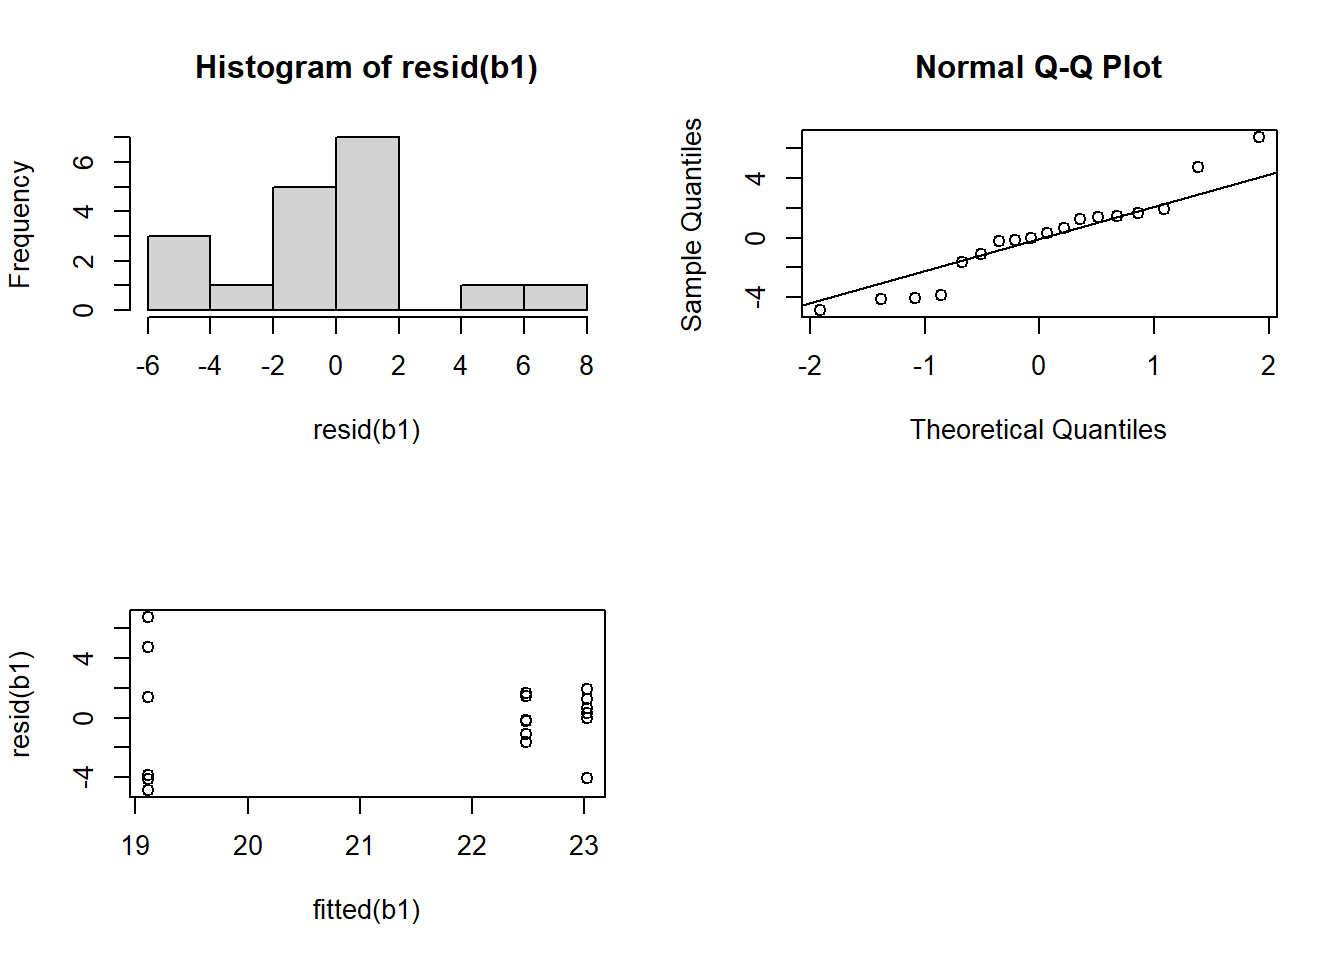 Histogram of resid(b1)
Frequency
0 2 4 6
-6 -4 -2 0 2 4 6 8
resid(b1)
Normal Q-Q Plot
Sample Quantiles
-4 0 4
-2 -1 0 1 2
Theoretical Quantiles
resid(b1)
-4 0 4
19 20 21 22 23
fitted(b1)